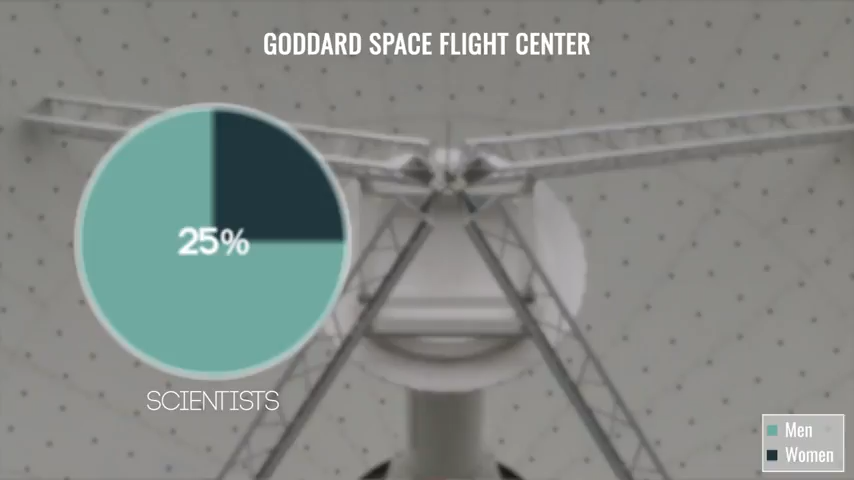 GODDARD SPACE FLIGHT CENTER
25%
SCIENTISTS
Men
Women